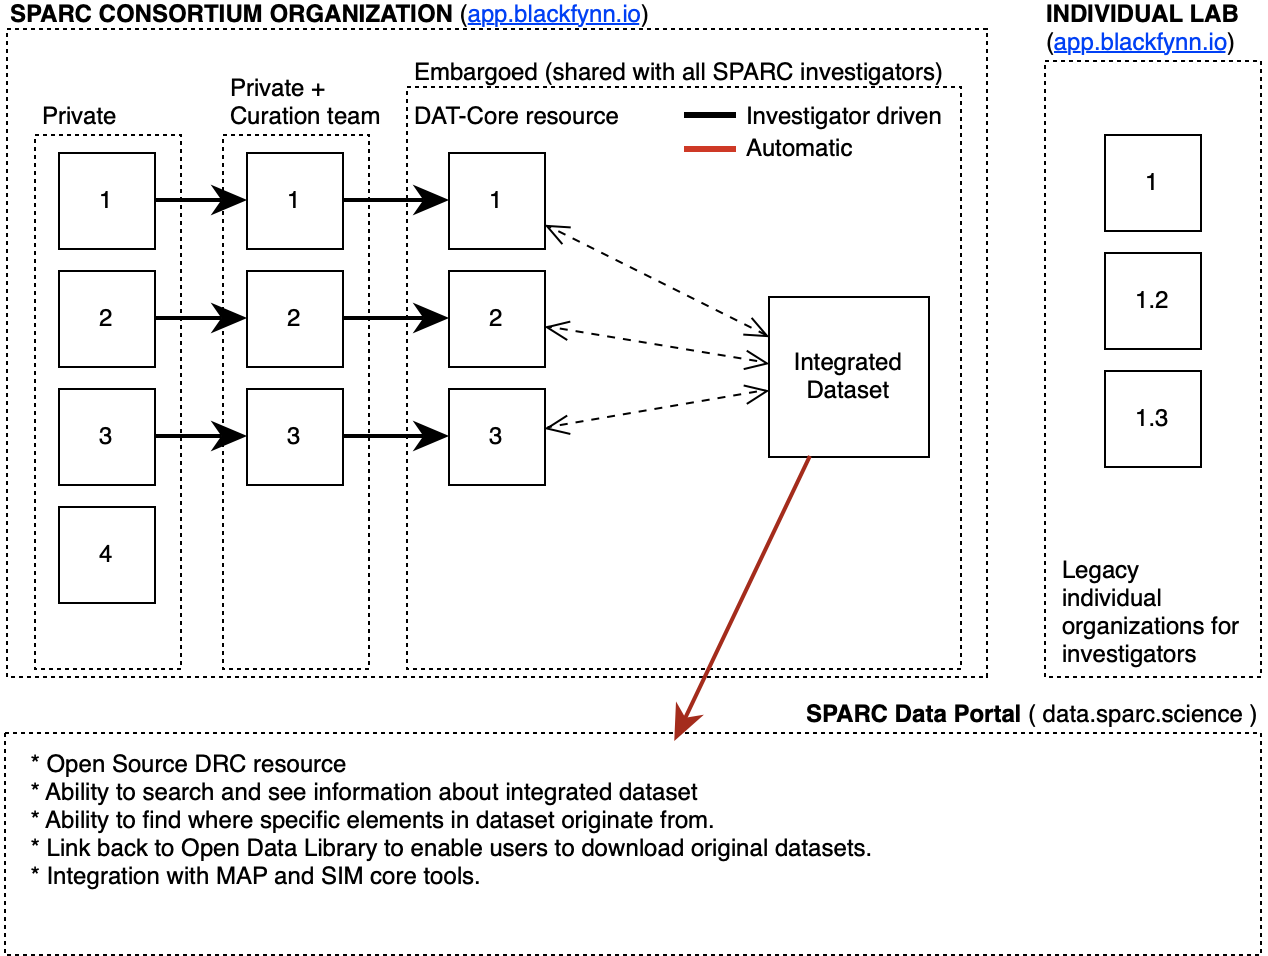 SPARC CONSORTIUM ORGANIZATION (app.blackfynn.io)
INDIVIDUAL LAB
(app.blackfynn.io)
Embargoed (shared with all SPARC investigators)
Private
Private +
Curation team
DAT-Core resource
Investigator driven
Automatic
1
1
1
2
2
2
3
3
3
4
Integrated
Dataset
1
1.2
1.3
Legacy
individual
organizations for
investigators
SPARC Data Portal ( data.sparc.science )
* Open Source DRC resource
* Ability to search and see information about integrated dataset
* Ability to find where specific elements in dataset originate from.
* Link back to Open Data Library to enable users to download original datasets.
* Integration with MAP and SIM core tools.